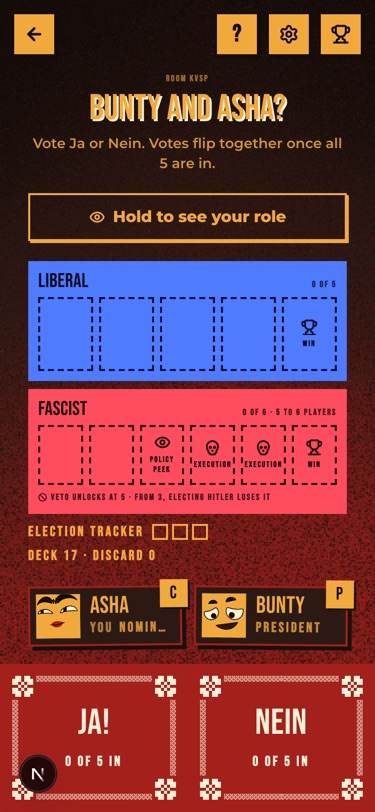 ?
ROOM KVSP
BUNTY AND ASHA?
Vote Ja or Nein. Votes flip together once all
5 are in.
Hold to see your role
LIBERAL
0 OF 5
WIN
FASCIST
0 OF 6 · 5 TO 6 PLAYERS
POLICY
PEEK
EXECUTION
EXECUTION
WIN
VETO UNLOCKS AT 5 · FROM 3, ELECTING HITLER LOSES IT
ELECTION TRACKER
DECK 17 · DISCARD 0
C
ASHA
YOU NOMIN…
P
BUNTY
PRESIDENT
JA!
0 OF 5 IN
NEIN
0 OF 5 IN
N